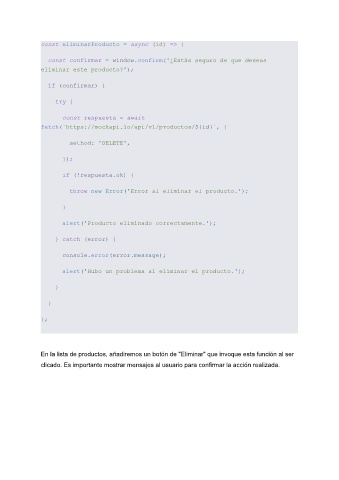 const eliminarProducto = async (id) => {
const confirmar = window.confirm('¿Estás seguro de que deseas
eliminar este producto?');
if (confirmar) {
try {
const respuesta = await
fetch(`https://mockapi.io/api/v1/productos/${id}`, {
method: 'DELETE',
});
if (!respuesta.ok) {
throw new Error('Error al eliminar el producto.');
}
alert('Producto eliminado correctamente.');
} catch (error) {
console.error(error.message);
alert('Hubo un problema al eliminar el producto.');
}
}
};
En la lista de productos, añadiremos un botón de "Eliminar" que invoque esta función al ser
clicado. Es importante mostrar mensajes al usuario para confirmar la acción realizada.